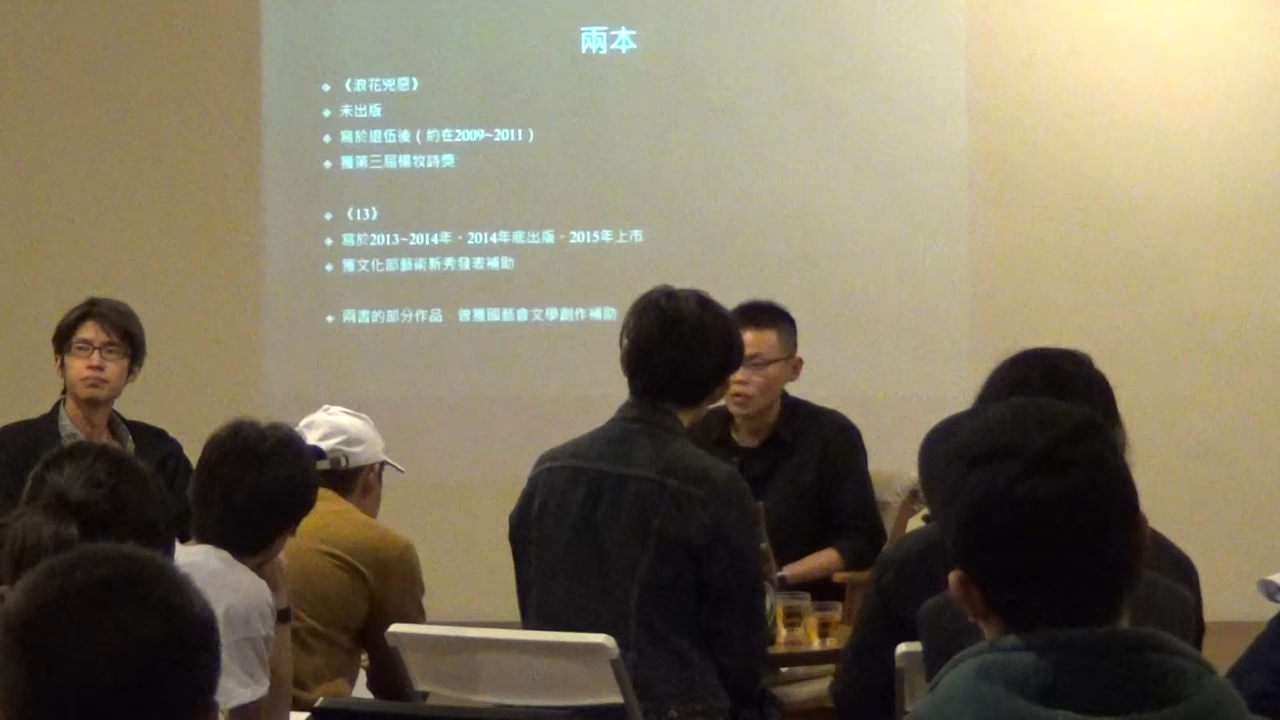 兩本
《浪花兇惡》
未出版
寫於退伍後（約在2009~2011）
獲第三屆楊牧詩獎
《13》
寫於2013~2014年，2014年底出版，2015年上市
獲文化部藝術新秀發表補助
兩書的部分作品，曾獲國藝會文學創作補助